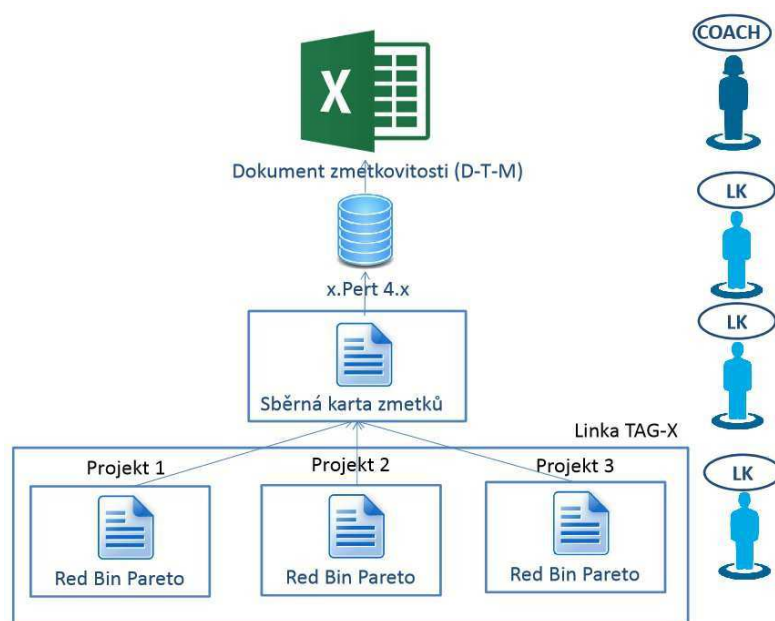 COACH
X
Dokument zmetkovitosti (D-T-M)
LK
x.Pert 4.x
LK
Sběrná karta zmetků
Linka TAG-X
Projekt 1
Projekt 2
Projekt 3
LK
Red Bin Pareto
Red Bin Pareto
Red Bin Pareto